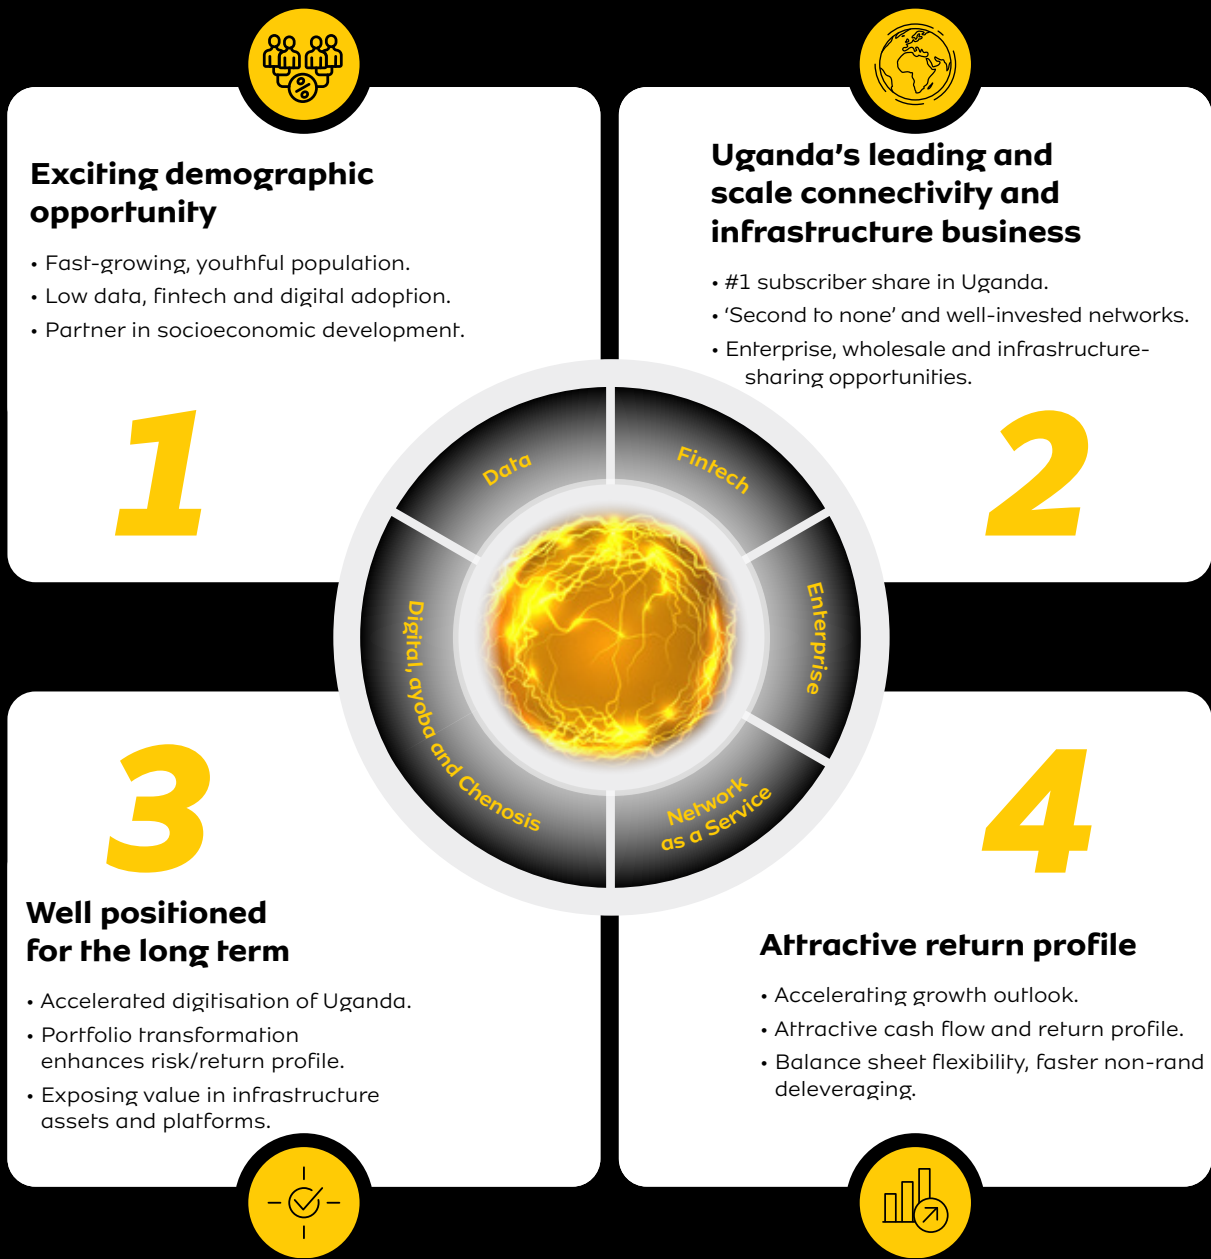 Exciting demographic
opportunity
• Fast-growing, youthful population.
• Low data, fintech and digital adoption.
• Partner in socioeconomic development.
1
Uganda's leading and
scale connectivity and
infrastructure business
• #1 subscriber share in Uganda.
• ‘Second to none’ and well-invested networks.
• Enterprise, wholesale and infrastructure-
sharing opportunities.
2
Data
Fintech
Enterprise
Network
as a Service
Digital, ayoba and Chenosis
3
Well positioned
for the long term
• Accelerated digitisation of Uganda.
• Portfolio transformation
enhances risk/return profile.
• Exposing value in infrastructure
assets and platforms.
4
Attractive return profile
• Accelerating growth outlook.
• Attractive cash flow and return profile.
• Balance sheet flexibility, faster non-rand
deleveraging.
%